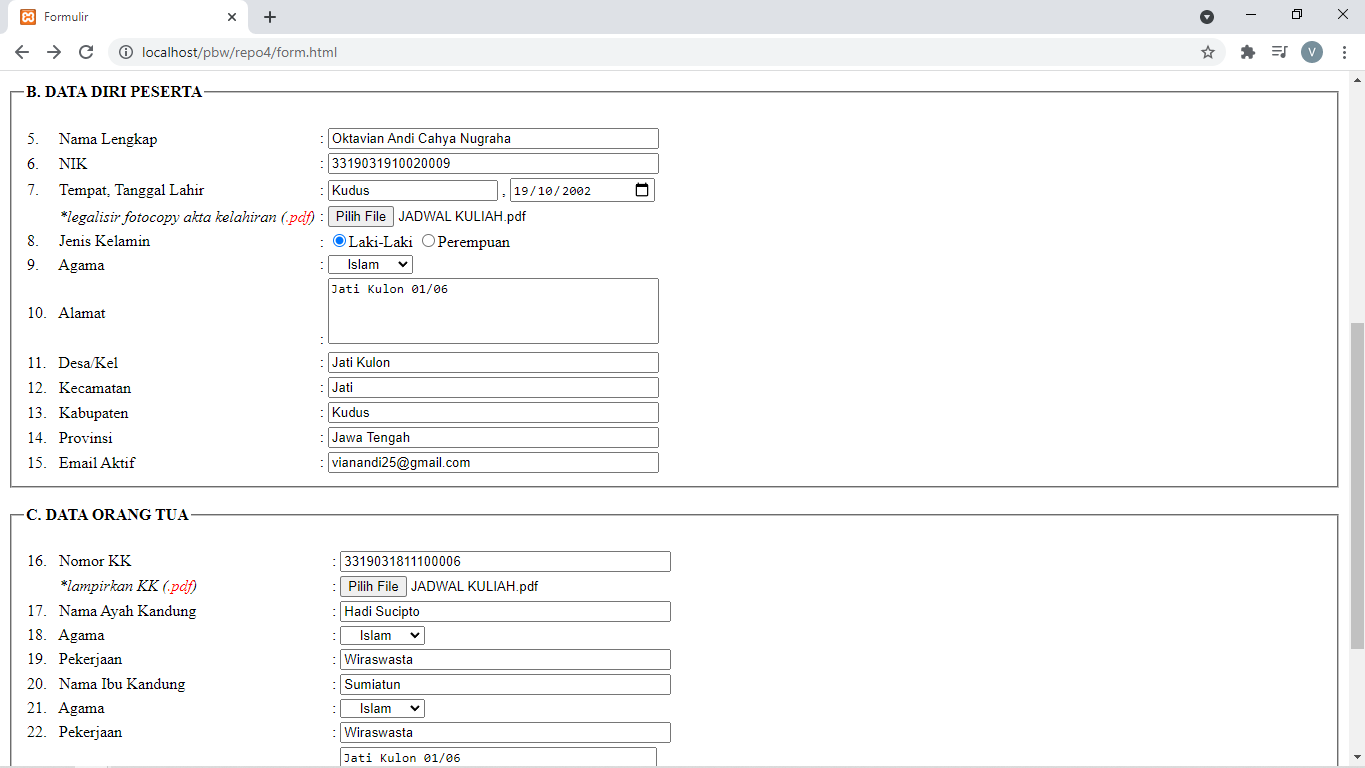 Formulir
localhost/pbw/repo4/form.html
V
B. DATA DIRI PESERTA
5. Nama Lengkap : Oktavian Andi Cahya Nugraha
6. NIK : 3319031910020009
7. Tempat, Tanggal Lahir : Kudus , 19/10/2002
*legalisir fotocopy akta kelahiran (.pdf) : Pilih File JADWAL KULIAH.pdf
8. Jenis Kelamin : Laki-Laki Perempuan
9. Agama : Islam
10. Alamat : Jati Kulon 01/06
11. Desa/Kel : Jati Kulon
12. Kecamatan : Jati
13. Kabupaten : Kudus
14. Provinsi : Jawa Tengah
15. Email Aktif : vianandi25@gmail.com
C. DATA ORANG TUA
16. Nomor KK : 3319031811100006
*lampirkan KK (.pdf) : Pilih File JADWAL KULIAH.pdf
17. Nama Ayah Kandung : Hadi Sucipto
18. Agama : Islam
19. Pekerjaan : Wiraswasta
20. Nama Ibu Kandung : Sumiatun
21. Agama : Islam
22. Pekerjaan : Wiraswasta
Jati Kulon 01/06